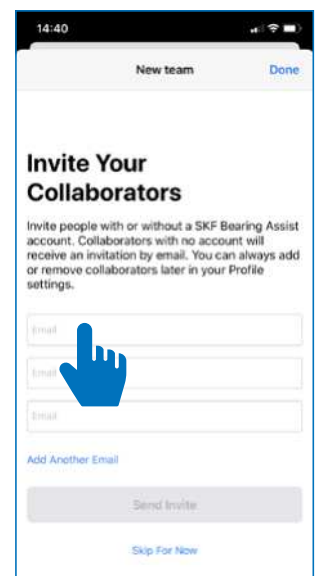 14:40
New team
Done
Invite Your
Collaborators
Invite people with or without a SKF Bearing Assist
account. Collaborators with no account will
receive an invitation by email. You can always add
or remove collaborators later in your Profile
settings.
Email
Email
Email
Add Another Email
Send Invite
Skip For Now